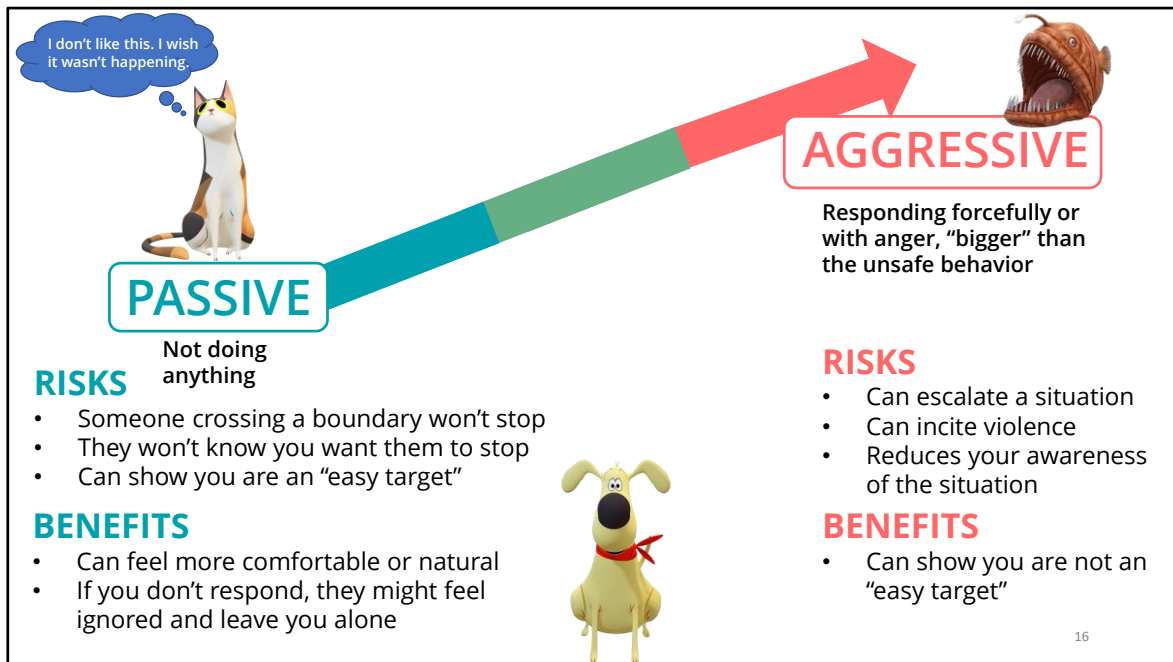 I don't like this. I wish
it wasn't happening.
PASSIVE
Not doing
anything
RISKS
• Someone crossing a boundary won't stop
• They won't know you want them to stop
• Can show you are an “easy target”
BENEFITS
• Can feel more comfortable or natural
• If you don't respond, they might feel
ignored and leave you alone
AGGRESSIVE
Responding forcefully or
with anger, “bigger” than
the unsafe behavior
RISKS
• Can escalate a situation
• Can incite violence
• Reduces your awareness
of the situation
BENEFITS
• Can show you are not an
“easy target”
16